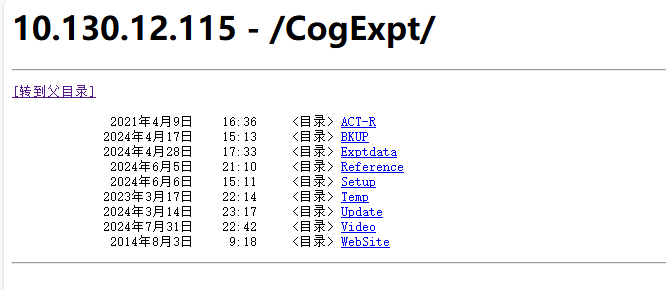 10.130.12.115 - /CogExpt/
[转到父目录]
2021年4月9日 16:36 <目录> ACT-R
2024年4月17日 15:13 <目录> BKUP
2024年4月28日 17:33 <目录> Exptdata
2024年6月5日 21:10 <目录> Reference
2024年6月6日 15:11 <目录> Setup
2023年3月17日 22:14 <目录> Temp
2024年3月14日 23:17 <目录> Update
2024年7月31日 22:42 <目录> Video
2014年8月3日 9:18 <目录> WebSite